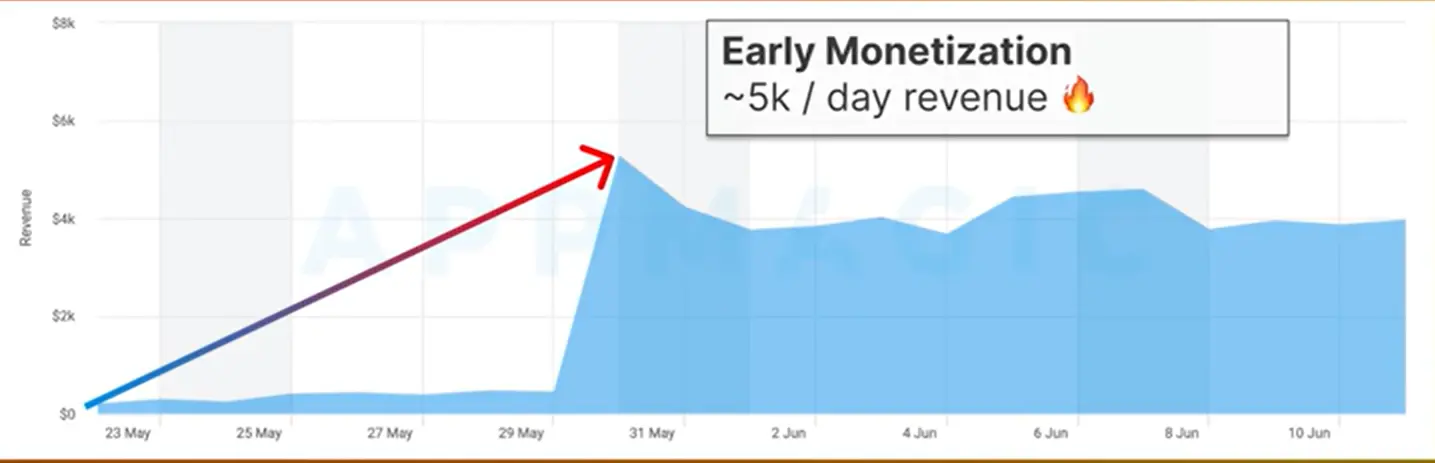 $8k
Early Monetization
~5k / day revenue 🔥
$6k
Revenue
$4k
APPMAGIC
$2k
$0
23 May 25 May 27 May 29 May 31 May 2 Jun 4 Jun 6 Jun 8 Jun 10 Jun